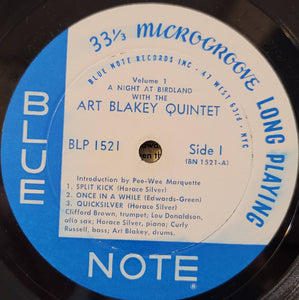 33⅓ MICROGROOVE LONG PLAYING
BLUE NOTE RECORDS INC · 47 WEST 63rd · NYC
Volume 1
A NIGHT AT BIRDLAND
WITH THE
ART BLAKEY QUINTET
BLP 1521
Side 1
(BN 1521-A)
Introduction by Pee-Wee Marquette
1. SPLIT KICK (Horace Silver)
2. ONCE IN A WHILE (Edwards-Green)
3. QUICKSILVER (Horace Silver)
Clifford Brown, trumpet; Lou Donaldson,
alto sax; Horace Silver, piano; Curly
Russell, bass; Art Blakey, drums.
BLUE
NOTE ®